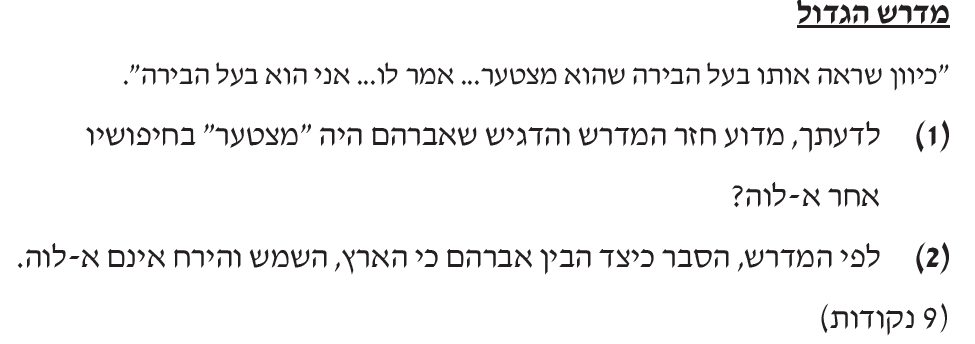 מדרש הגדול
"כיוון שראה אותו בעל הבירה שהוא מצטער... אמר לו... אני הוא בעל הבירה".
(1) לדעתך, מדוע חזר המדרש והדגיש שאברהם היה "מצטער" בחיפושיו
אחר א-לוה?
(2) לפי המדרש, הסבר כיצד הבין אברהם כי הארץ, השמש והירח אינם א-לוה.
(9 נקודות)